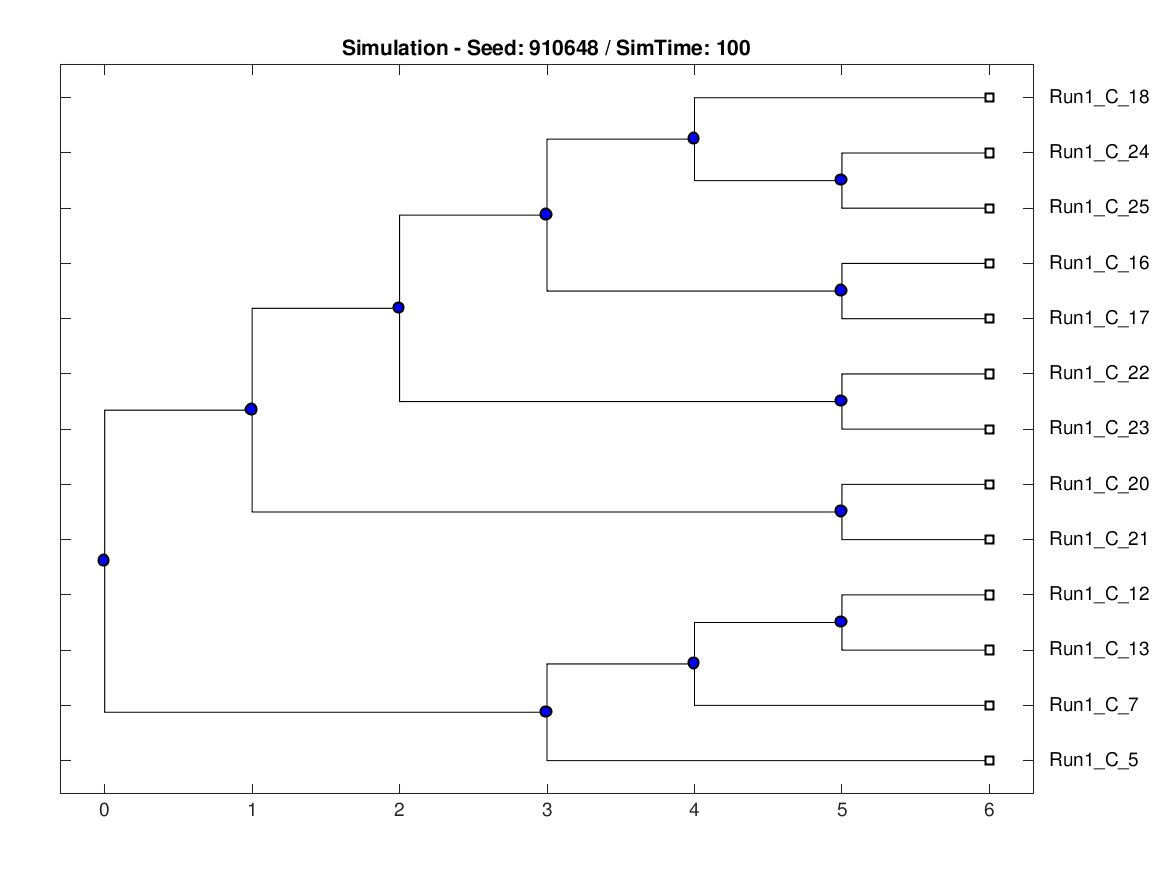 Simulation - Seed: 910648 / SimTime: 100
Run1_C_18
Run1_C_24
Run1_C_25
Run1_C_16
Run1_C_17
Run1_C_22
Run1_C_23
Run1_C_20
Run1_C_21
Run1_C_12
Run1_C_13
Run1_C_7
Run1_C_5
0 1 2 3 4 5 6